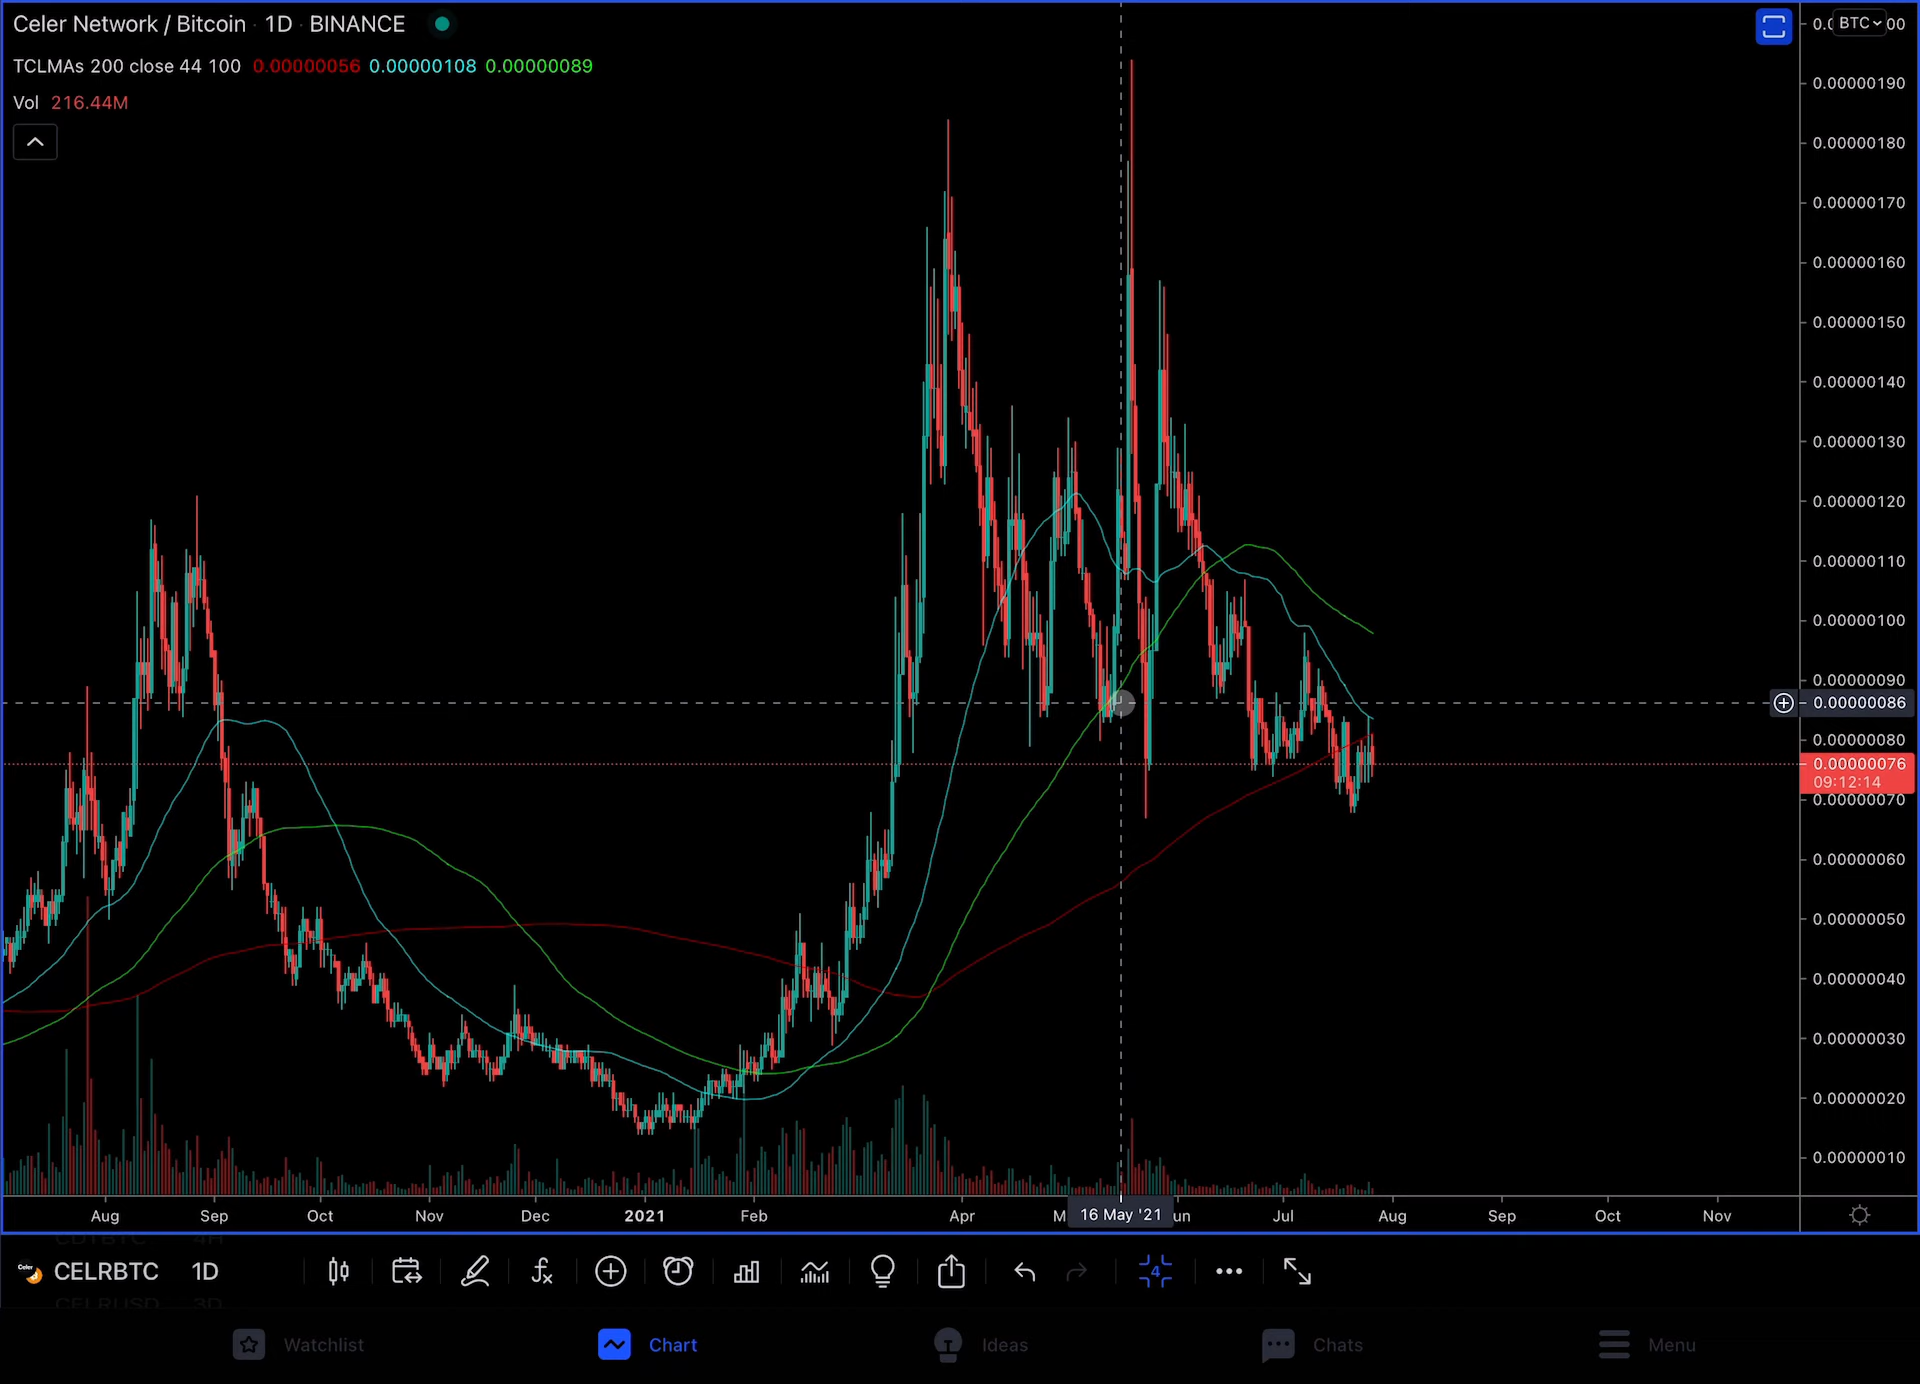 Celer Network / Bitcoin · 1D · BINANCE
TCLMAs 200 close 44 100 0.00000056 0.00000108 0.00000089
Vol 216.44M
BTC
0.00000190
0.00000180
0.00000170
0.00000160
0.00000150
0.00000140
0.00000130
0.00000120
0.00000110
0.00000100
0.00000090
0.00000086
0.00000080
0.00000076
09:12:14
0.00000070
0.00000060
0.00000050
0.00000040
0.00000030
0.00000020
0.00000010
Aug Sep Oct Nov Dec 2021 Feb Apr M 16 May '21 un Jul Aug Sep Oct Nov
CELRBTC 1D
CELRUSD 3D
4
Watchlist Chart Ideas Chats Menu